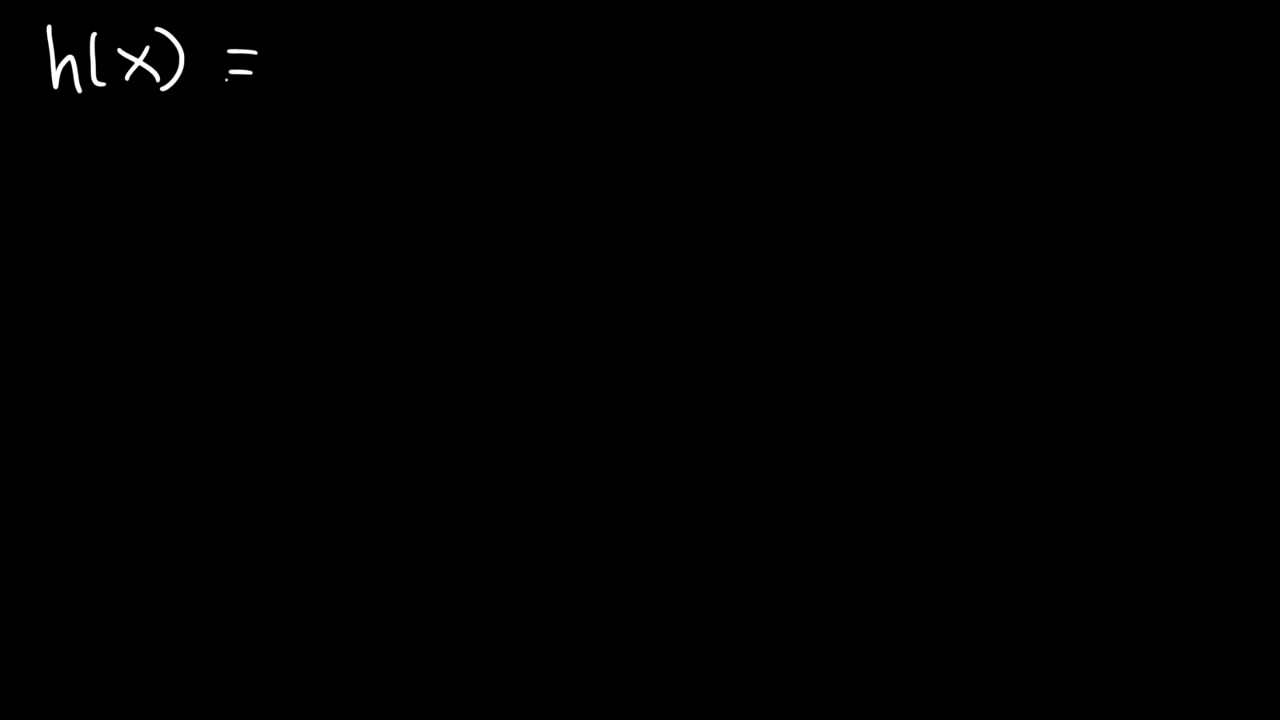 h(x) =